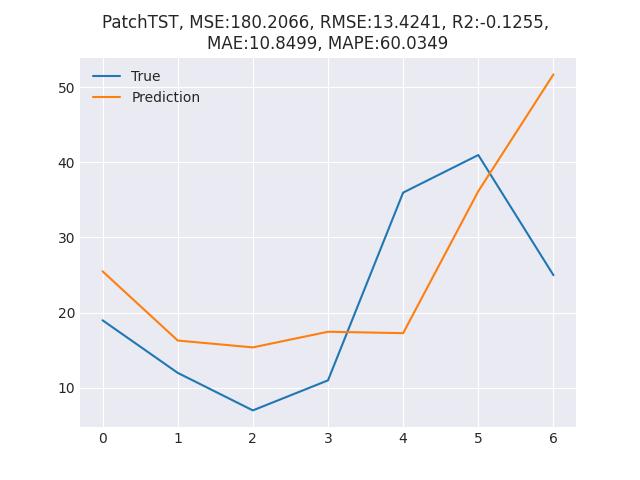 PatchTST, MSE:180.2066, RMSE:13.4241, R2:-0.1255,
MAE:10.8499, MAPE:60.0349
True
Prediction
50
40
30
20
10
0 1 2 3 4 5 6